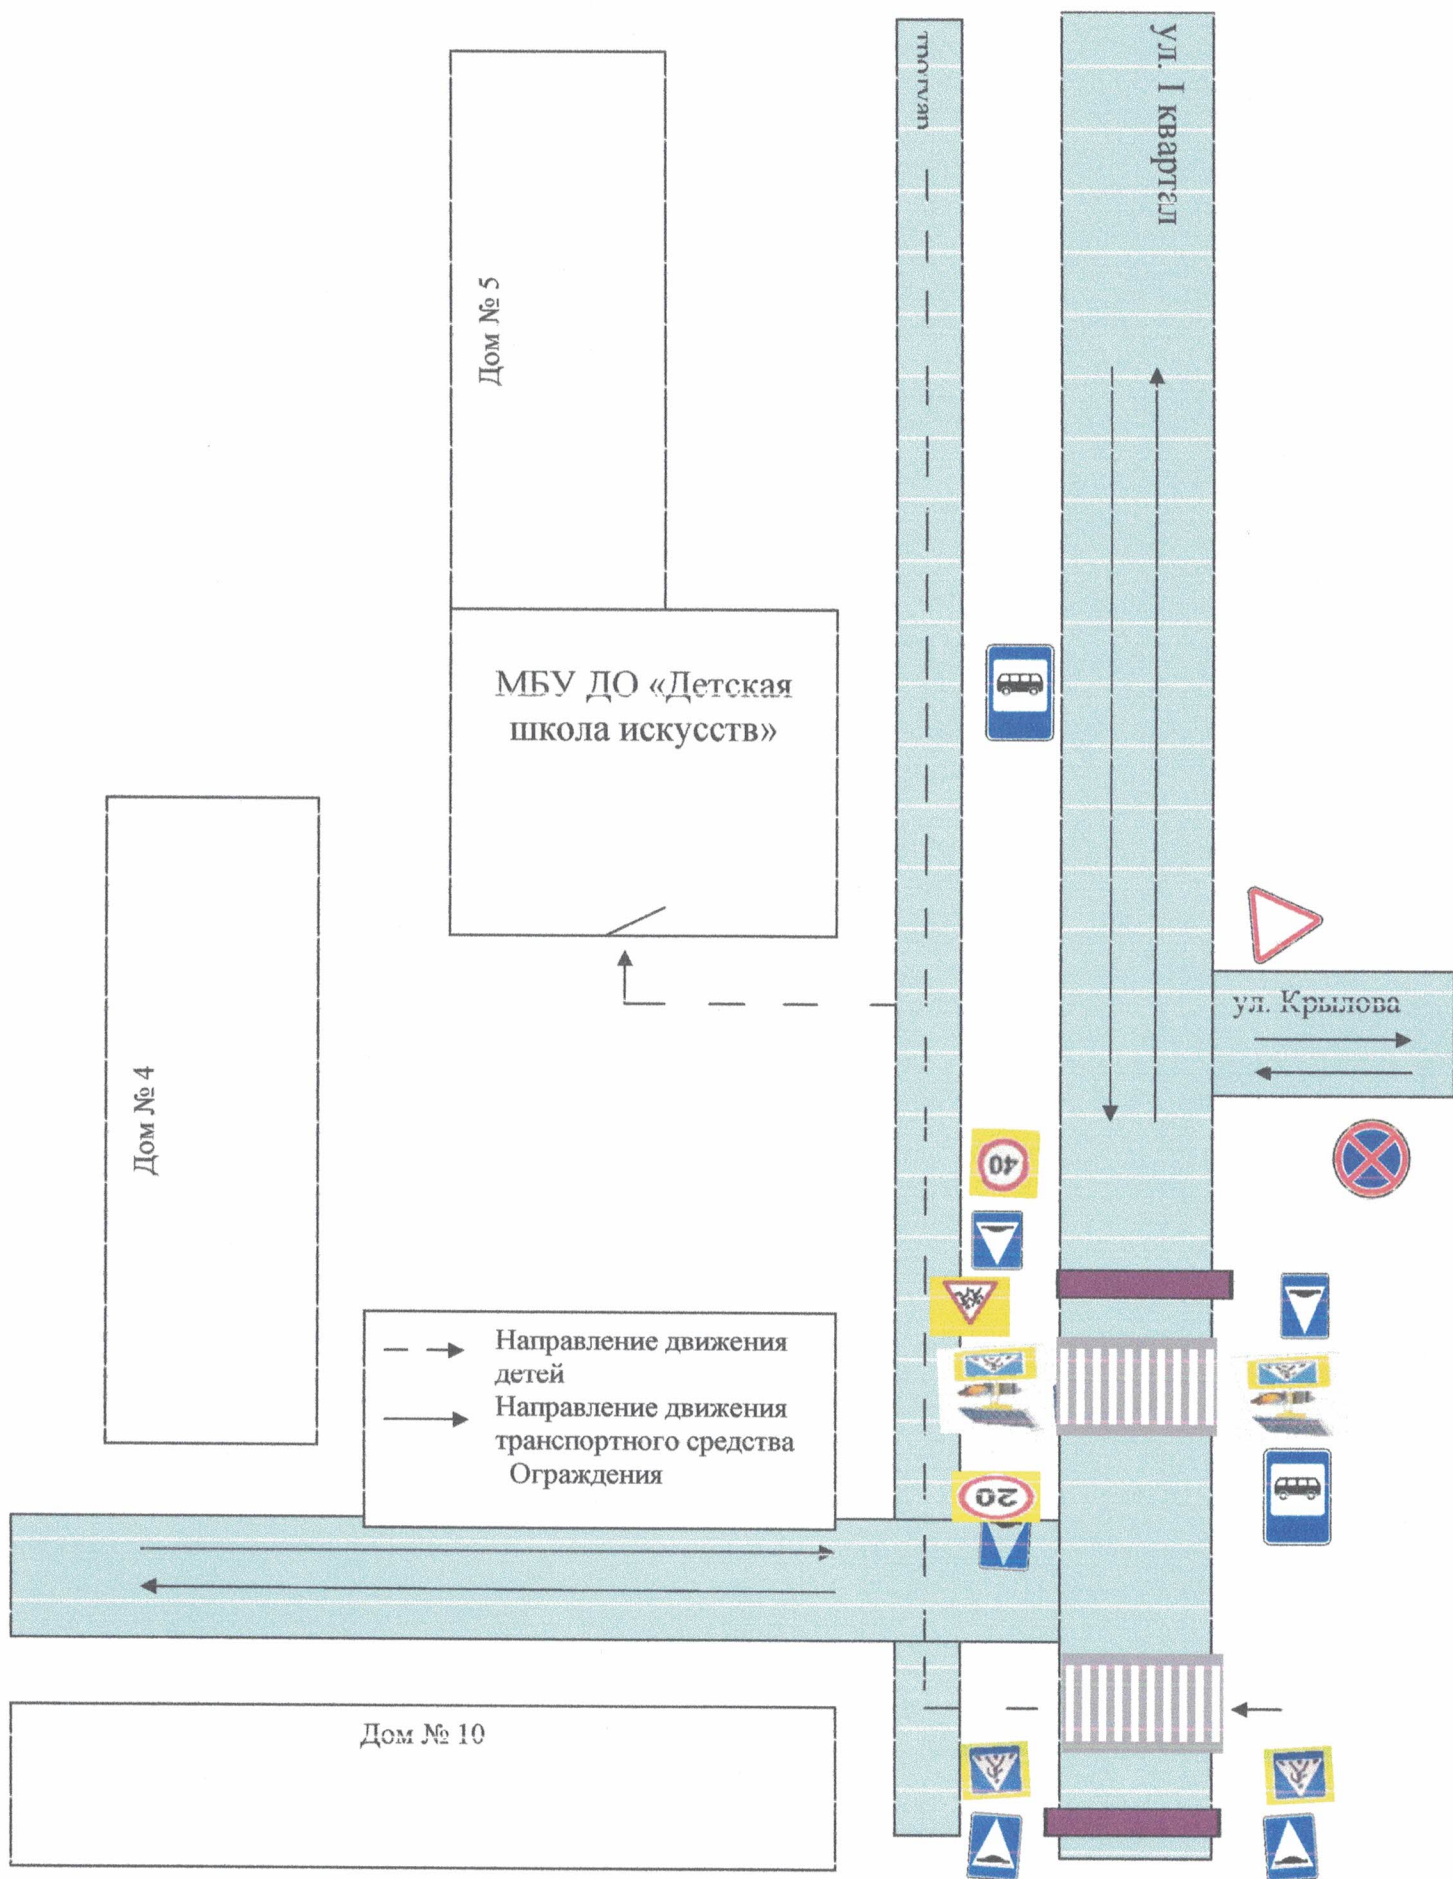 тротуар
ул. I квартал
Дом № 5
МБУ ДО «Детская
школа искусств»
ул. Крылова
Дом № 4
40
Направление движения
детей
Направление движения
транспортного средства
Ограждения
20
Дом № 10